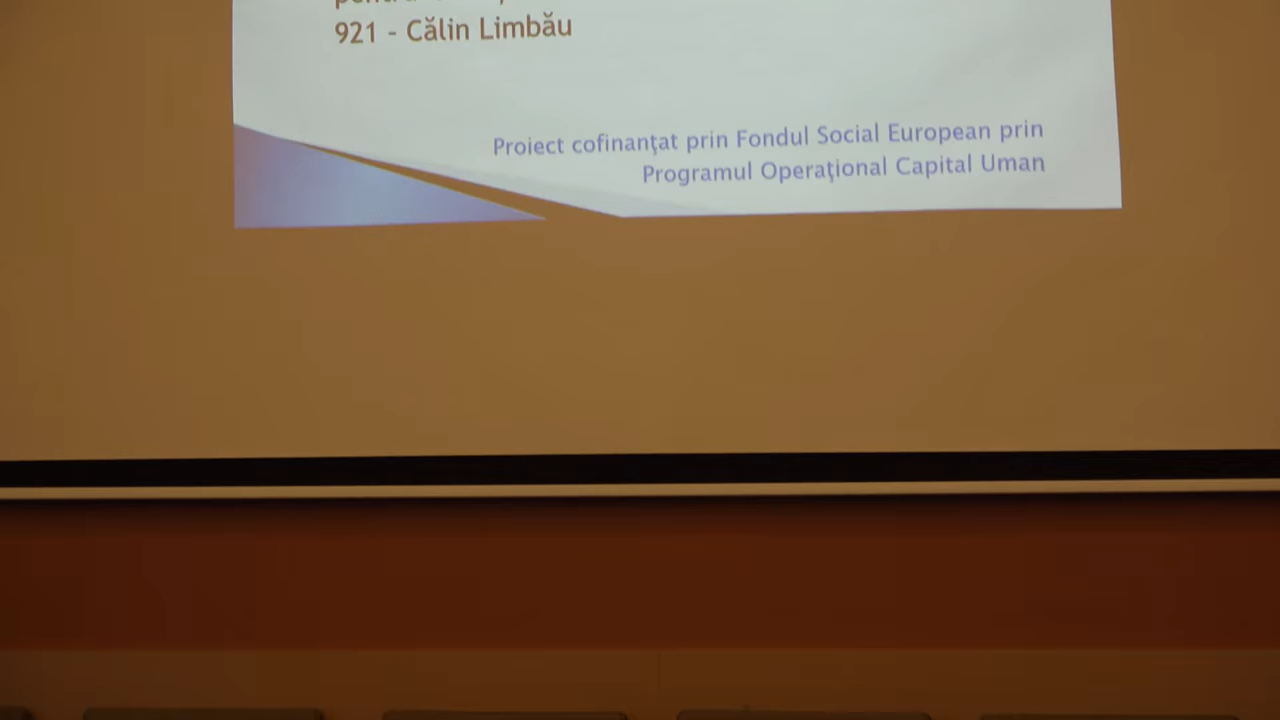 921 - Călin Limbău
Proiect cofinanţat prin Fondul Social European prin
Programul Operaţional Capital Uman